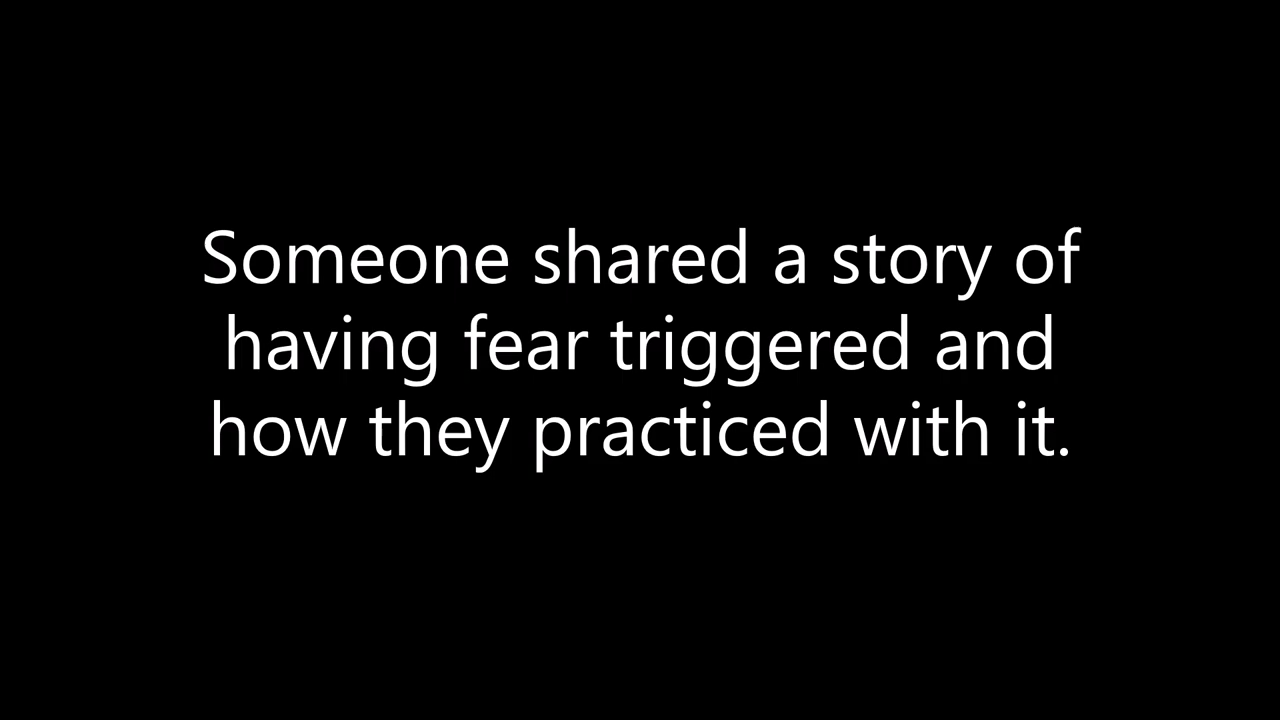 Someone shared a story of
having fear triggered and
how they practiced with it.